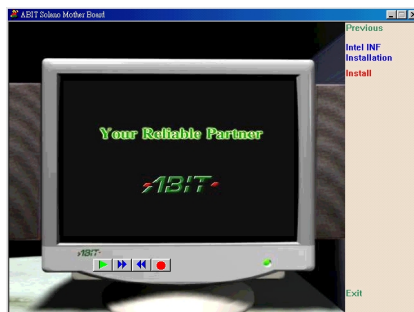 ABIT Solano Mother Board
Previous
Intel INF
Installation
Install
Your Reliable Partner
ABIT
ABIT
Exit